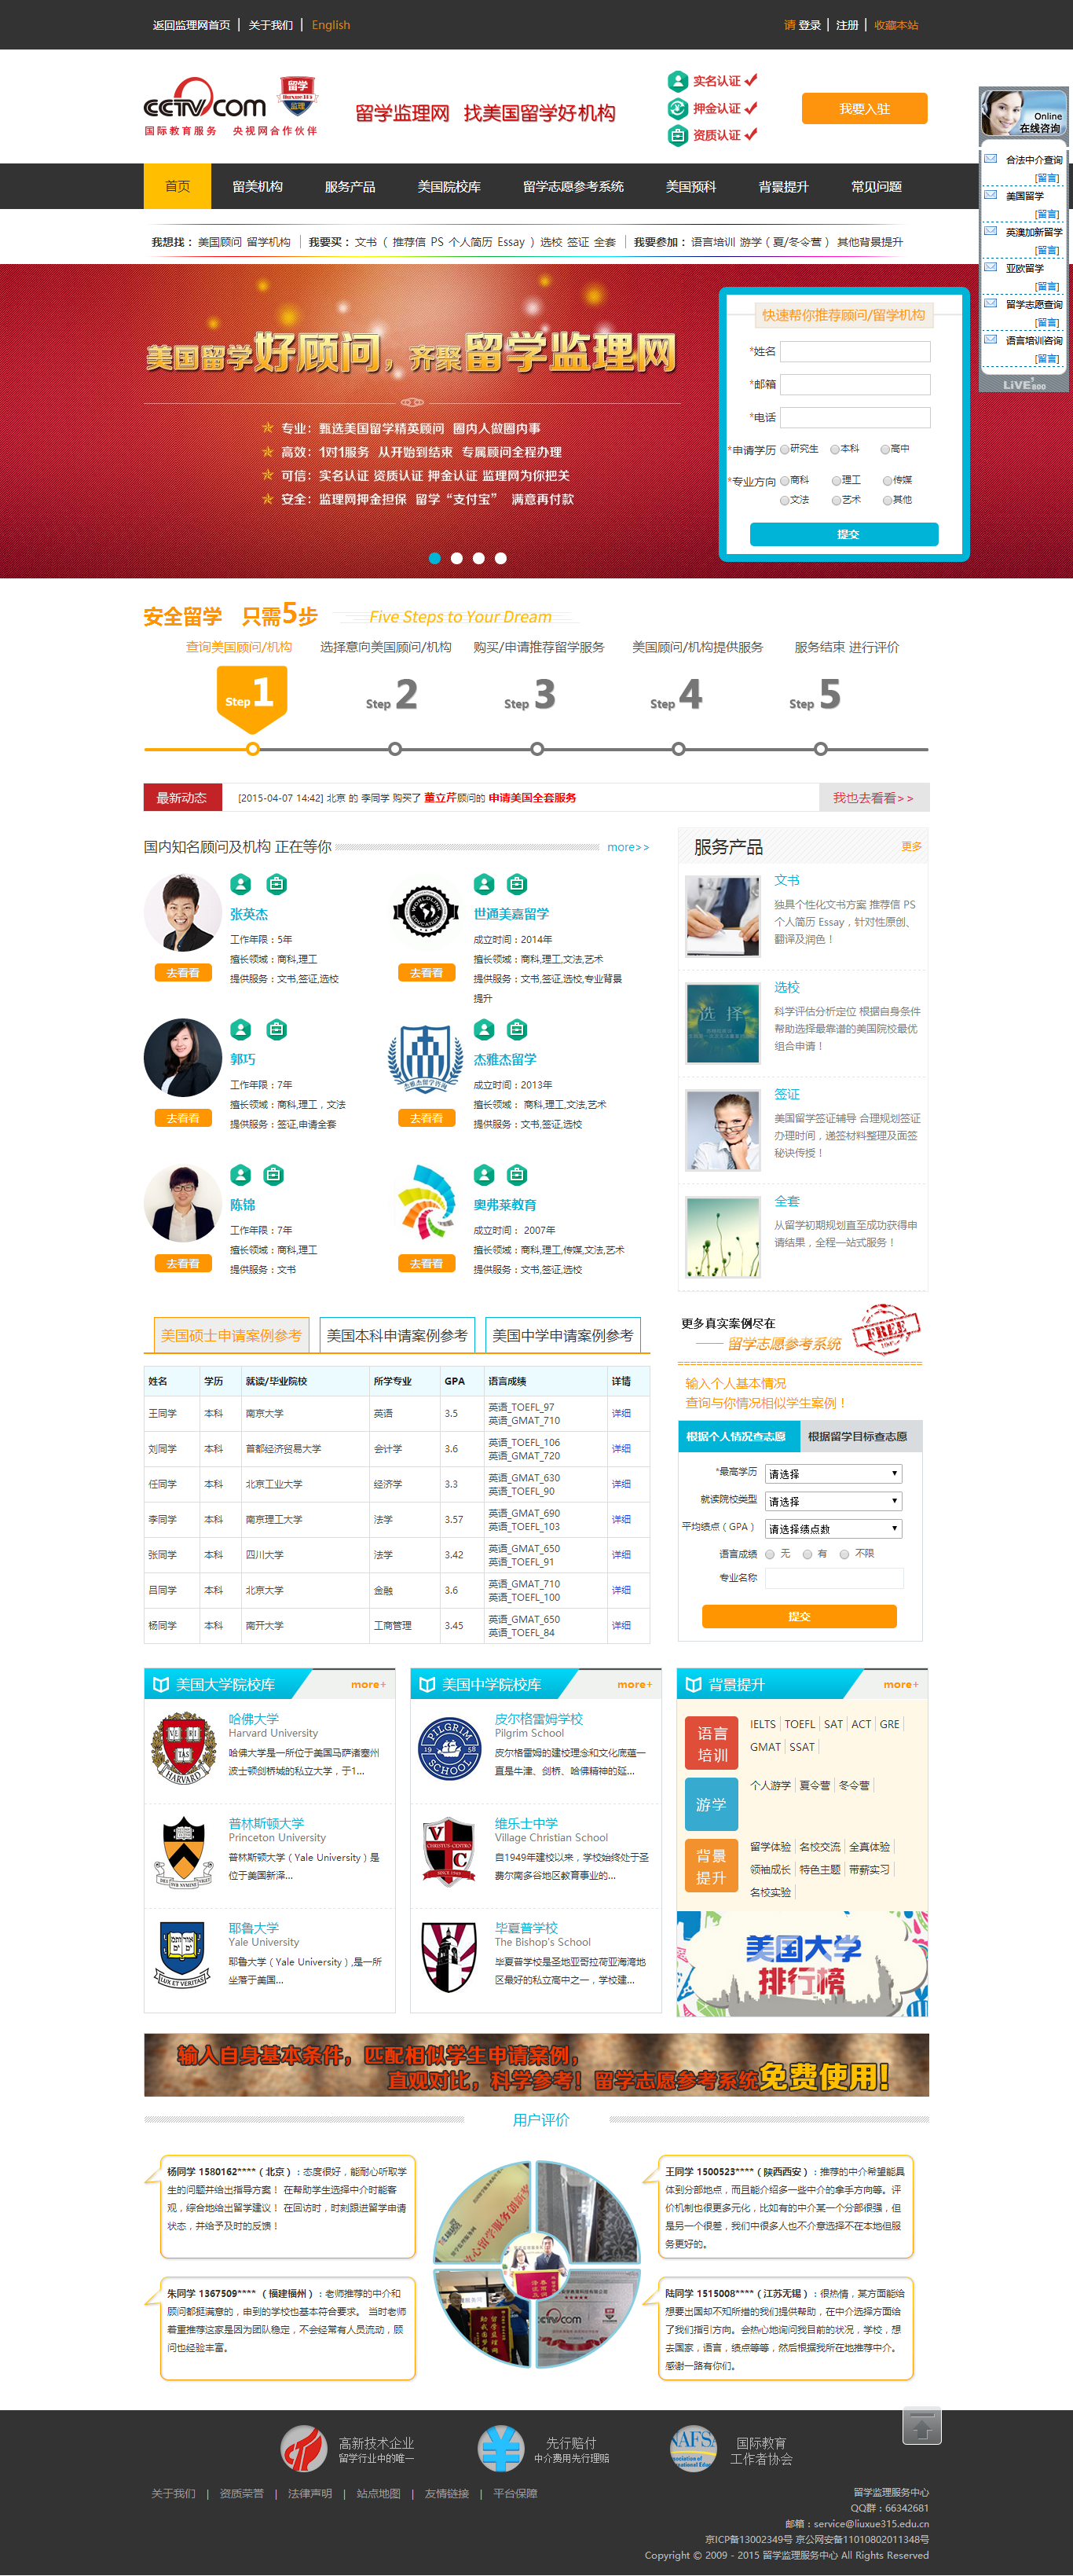 返回监理网首页 | 关于我们 | English
请 登录 | 注册 | 收藏本站
CCTV.com 留学 监理
国际教育服务 央视网合作伙伴
留学监理网 找美国留学好机构
实名认证
押金认证
资质认证
我要入驻
Online
在线咨询
合法中介查询
[留言]
美国留学
[留言]
英澳加新留学
[留言]
亚欧留学
[留言]
留学志愿查询
[留言]
语言培训咨询
[留言]
LiVE800
首页 留美机构 服务产品 美国院校库 留学志愿参考系统 美国预科 背景提升 常见问题
我想找： 美国顾问 留学机构 | 我要买： 文书（ 推荐信 PS 个人简历 Essay ）选校 签证 全套 | 我要参加： 语言培训 游学（夏/冬令营） 其他背景提升
美国留学好顾问，齐聚留学监理网
专业： 甄选美国留学精英顾问 圈内人做圈内事
高效： 1对1服务 从开始到结束 专属顾问全程办理
可信： 实名认证 资质认证 押金认证 监理网为你把关
安全： 监理网押金担保 留学“支付宝” 满意再付款
快速帮你推荐顾问/留学机构
*姓名
*邮箱
*电话
*申请学历 研究生 本科 高中
*专业方向 商科 理工 传媒
文法 艺术 其他
提交
安全留学 只需5步 Five Steps to Your Dream
查询美国顾问/机构 选择意向美国顾问/机构 购买/申请推荐留学服务 美国顾问/机构提供服务 服务结束 进行评价
Step 1 Step 2 Step 3 Step 4 Step 5
最新动态 [2015-04-07 14:42] 北京 的 季同学 购买了 董立芹顾问的 申请美国全套服务 我也去看看>>
国内知名顾问及机构 正在等你 more>>
张英杰
工作年限：5年
擅长领域：商科,理工
提供服务：文书,签证,选校
去看看
世通美嘉留学
成立时间：2014年
擅长领域：商科,理工,文法,艺术
提供服务：文书,签证,选校,专业背景
提升
去看看
郭巧
工作年限：7年
擅长领域：商科,理工，文法
提供服务：签证,申请全套
去看看
杰雅杰留学咨询
杰雅杰留学
成立时间：2013年
擅长领域： 商科,理工,文法,艺术
提供服务：文书,签证,选校
去看看
陈锦
工作年限：7年
擅长领域：商科,理工
提供服务：文书
去看看
奥弗莱教育
成立时间： 2007年
擅长领域：商科,理工,传媒,文法,艺术
提供服务：文书,签证,选校
去看看
服务产品 更多
文书
独具个性化文书方案 推荐信 PS
个人简历 Essay，针对性原创、
翻译及润色！
选 择
选校
科学评估分析定位 根据自身条件
帮助选择最靠谱的美国院校最优
组合申请！
签证
美国留学签证辅导 合理规划签证
办理时间，递签材料整理及面签
秘诀传授！
全套
从留学初期规划直至成功获得申
请结果，全程一站式服务！
美国硕士申请案例参考 美国本科申请案例参考 美国中学申请案例参考
姓名 学历 就读/毕业院校 所学专业 GPA 语言成绩 详情
王同学 本科 南京大学 英语 3.5 英语_TOEFL_97 详细
英语_GMAT_710
刘同学 本科 首都经济贸易大学 会计学 3.6 英语_TOEFL_106 详细
英语_GMAT_720
任同学 本科 北京工业大学 经济学 3.3 英语_GMAT_630 详细
英语_TOEFL_90
李同学 本科 南京理工大学 法学 3.57 英语_GMAT_690 详细
英语_TOEFL_103
张同学 本科 四川大学 法学 3.42 英语_GMAT_650 详细
英语_TOEFL_91
吕同学 本科 北京大学 金融 3.6 英语_GMAT_710 详细
英语_TOEFL_100
杨同学 本科 南开大学 工商管理 3.45 英语_GMAT_650 详细
英语_TOEFL_84
更多真实案例尽在
—— 留学志愿参考系统
FREE
输入个人基本情况
查询与你情况相似学生案例！
根据个人情况查志愿 根据留学目标查志愿
*最高学历 请选择
就读院校类型 请选择
平均绩点（GPA） 请选择绩点数
语言成绩 无 有 不限
专业名称
提交
美国大学院校库 more+
HARVARD
哈佛大学
Harvard University
哈佛大学是一所位于美国马萨诸塞州
波士顿剑桥城的私立大学，于1...
普林斯顿大学
Princeton University
普林斯顿大学（Yale University）是
位于美国新泽...
LUX ET VERITAS
耶鲁大学
Yale University
耶鲁大学（Yale University）,是一所
坐落于美国...
美国中学院校库 more+
PILGRIM SCHOOL 19 58
皮尔格雷姆学校
Pilgrim School
皮尔格雷姆的建校理念和文化底蕴一
直是牛津、剑桥、哈佛精神的延...
V C
维乐士中学
Village Christian School
自1949年建校以来，学校始终处于圣
费尔南多谷地区教育事业的...
毕夏普学校
The Bishop's School
毕夏普学校是圣地亚哥拉荷亚海湾地
区最好的私立高中之一，学校建...
背景提升 more+
语言
培训
IELTS | TOEFL | SAT | ACT | GRE |
GMAT | SSAT |
游学
个人游学 | 夏令营 | 冬令营 |
背景
提升
留学体验 | 名校交流 | 全真体验 |
领袖成长 | 特色主题 | 带薪实习 |
名校实验 |
美国大学
排行榜
输入自身基本条件，匹配相似学生申请案例，
直观对比，科学参考！留学志愿参考系统免费使用!
用户评价
杨同学 1580162****（北京）：态度很好，能耐心听取学
生的问题并给出指导方案！ 在帮助学生选择中介时能客
观，综合地给出留学建议！ 在回访时，时刻跟进留学申请
状态，并给予及时的反馈！
朱同学 1367509****（福建福州）：老师推荐的中介和
顾问都挺满意的，申到的学校也基本符合要求。 当时老师
着重推荐这家是因为团队稳定，不会经常有人员流动，顾
问也经验丰富。
王同学 1500523****（陕西西安）：推荐的中介希望能具
体到分部地点，而且能介绍多一些中介的拿手方向等。评
价机制也很更多元化，比如有的中介某一个分部很强，但
是另一个很差，我们中很多人也不介意选择不在本地但服
务更好的。
陆同学 1515008****（江苏无锡）：很热情，某方面能给
想要出国却不知所措的我们提供帮助，在中介选择方面给
了我们指引方向。会热心地询问我目前的状况，学校，想
去国家，语言，绩点等等，然后根据我所在地推荐中介。
感谢一路有你们。
高新技术企业
留学行业中的唯一
先行赔付
中介费用先行理赔
NAFSA
国际教育
工作者协会
关于我们 | 资质荣誉 | 法律声明 | 站点地图 | 友情链接 | 平台保障
留学监理服务中心
QQ群：66342681
邮箱：service@liuxue315.edu.cn
京ICP备13002349号 京公网安备11010802011348号
Copyright © 2009 - 2015 留学监理服务中心 All Rights Reserved